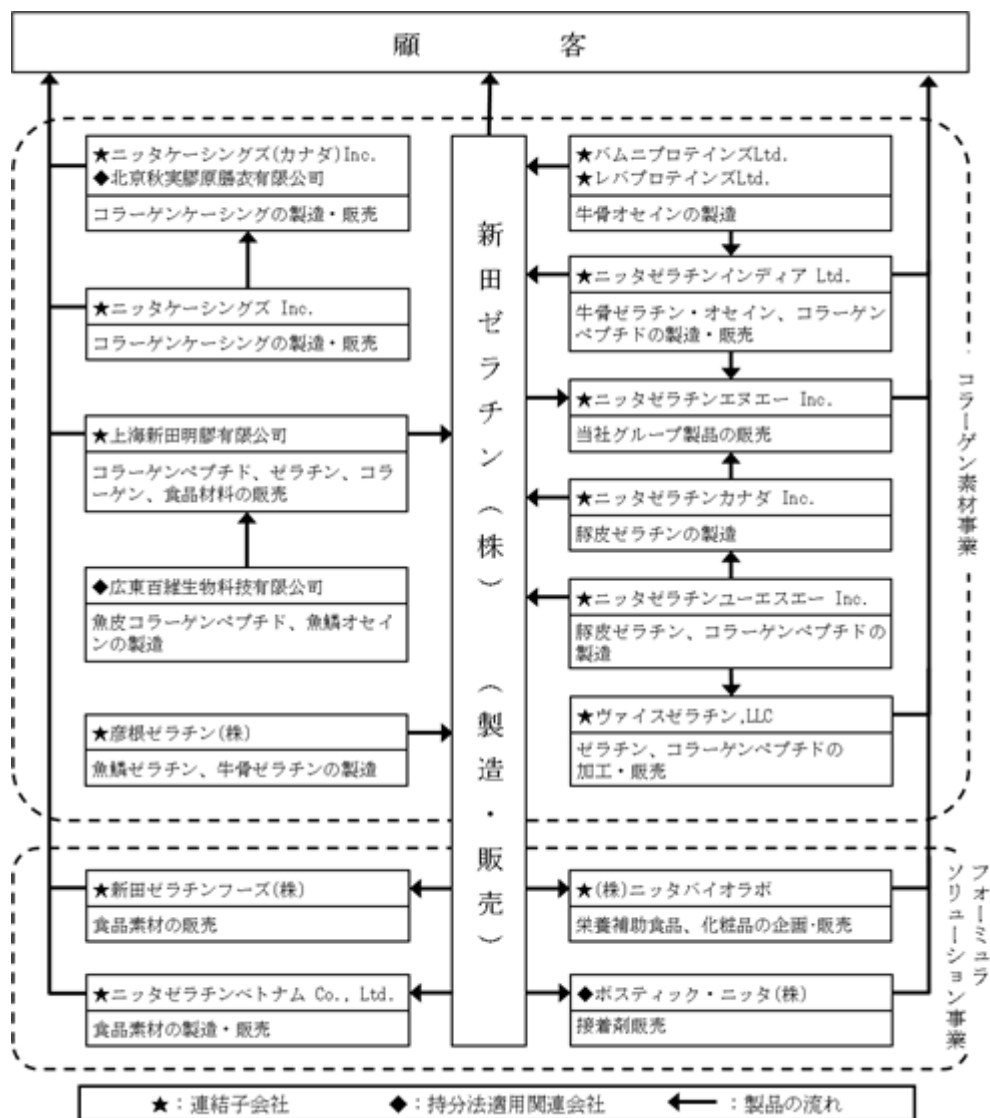 顧客
★ニッタケーシングズ(カナダ)Inc.
◆北京秋実膠原腸衣有限公司
コラーゲンケーシングの製造・販売
★ニッタケーシングズ Inc.
コラーゲンケーシングの製造・販売
★上海新田明膠有限公司
コラーゲンペプチド、ゼラチン、コラ
ーゲン、食品材料の販売
◆広東百維生物科技有限公司
魚皮コラーゲンペプチド、魚鱗オセイ
ンの製造
★彦根ゼラチン(株)
魚鱗ゼラチン、牛骨ゼラチンの製造
新田ゼラチン(株)(製造・販売)
★バムニプロテインズLtd.
★レバプロテインズLtd.
牛骨オセインの製造
★ニッタゼラチンインディア Ltd.
牛骨ゼラチン・オセイン、コラーゲン
ペプチドの製造・販売
★ニッタゼラチンエヌエー Inc.
当社グループ製品の販売
★ニッタゼラチンカナダ Inc.
豚皮ゼラチンの製造
★ニッタゼラチンユーエスエー Inc.
豚皮ゼラチン、コラーゲンペプチドの
製造
★ヴァイスゼラチン,LLC
ゼラチン、コラーゲンペプチドの
加工・販売
コラーゲン素材事業
★新田ゼラチンフーズ(株)
食品素材の販売
★ニッタゼラチンベトナム Co., Ltd.
食品素材の製造・販売
★(株)ニッタバイオラボ
栄養補助食品、化粧品の企画・販売
◆ボスティック・ニッタ(株)
接着剤販売
フォーミュラ
ソリューション事業
★:連結子会社 ◆:持分法適用関連会社 ←:製品の流れ